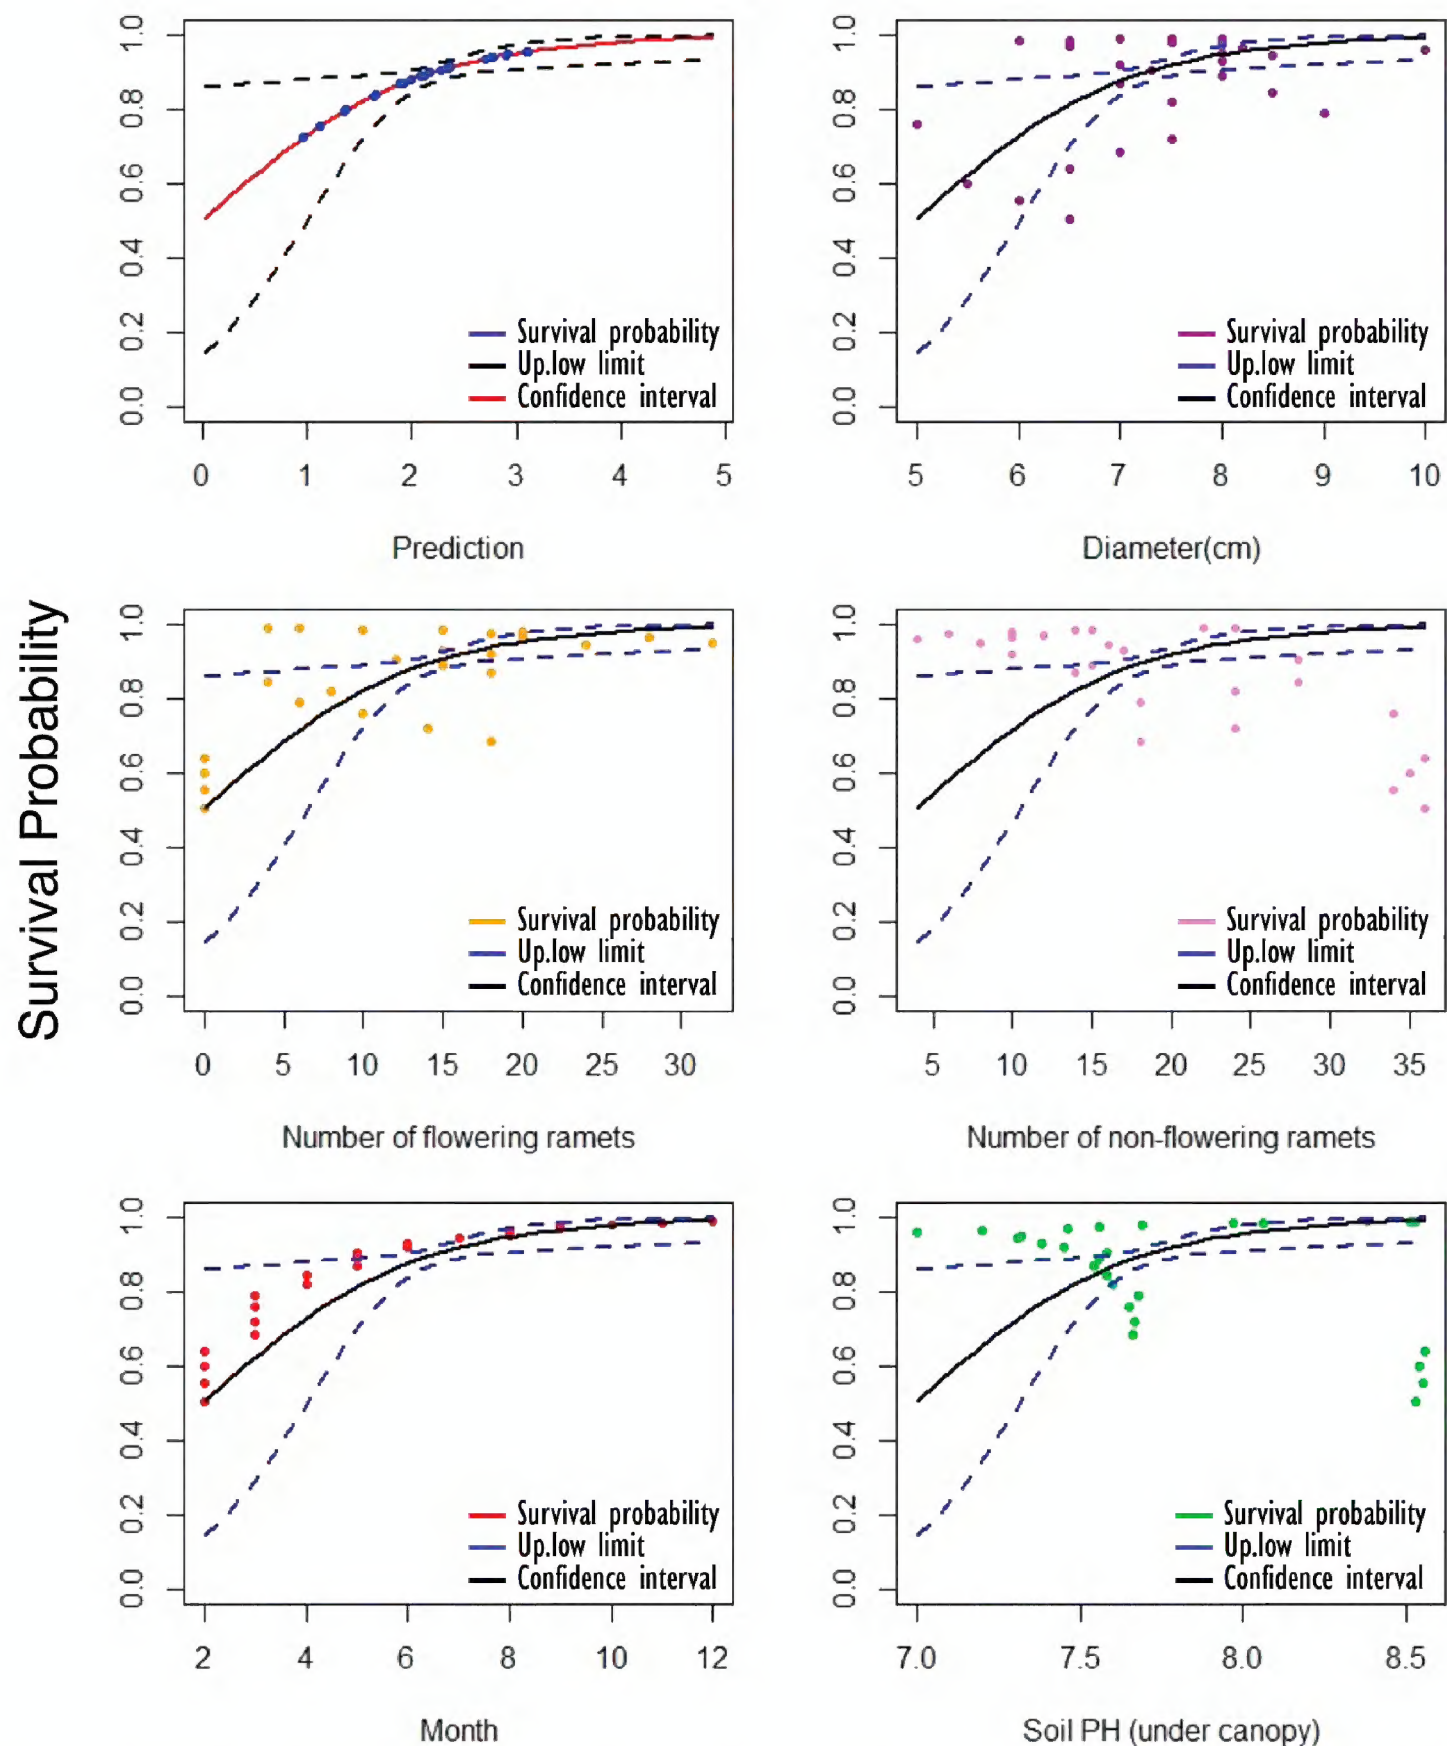 Survival Probability
0.0 0.2 0.4 0.6 0.8 1.0
Survival probability
Up.low limit
Confidence interval
0 1 2 3 4 5
Prediction
0.0 0.2 0.4 0.6 0.8 1.0
Survival probability
Up.low limit
Confidence interval
5 6 7 8 9 10
Diameter(cm)
0.0 0.2 0.4 0.6 0.8 1.0
Survival probability
Up.low limit
Confidence interval
0 5 10 15 20 25 30
Number of flowering ramets
0.0 0.2 0.4 0.6 0.8 1.0
Survival probability
Up.low limit
Confidence interval
5 10 15 20 25 30 35
Number of non-flowering ramets
0.0 0.2 0.4 0.6 0.8 1.0
Survival probability
Up.low limit
Confidence interval
2 4 6 8 10 12
Month
0.0 0.2 0.4 0.6 0.8 1.0
Survival probability
Up.low limit
Confidence interval
7.0 7.5 8.0 8.5
Soil PH (under canopy)